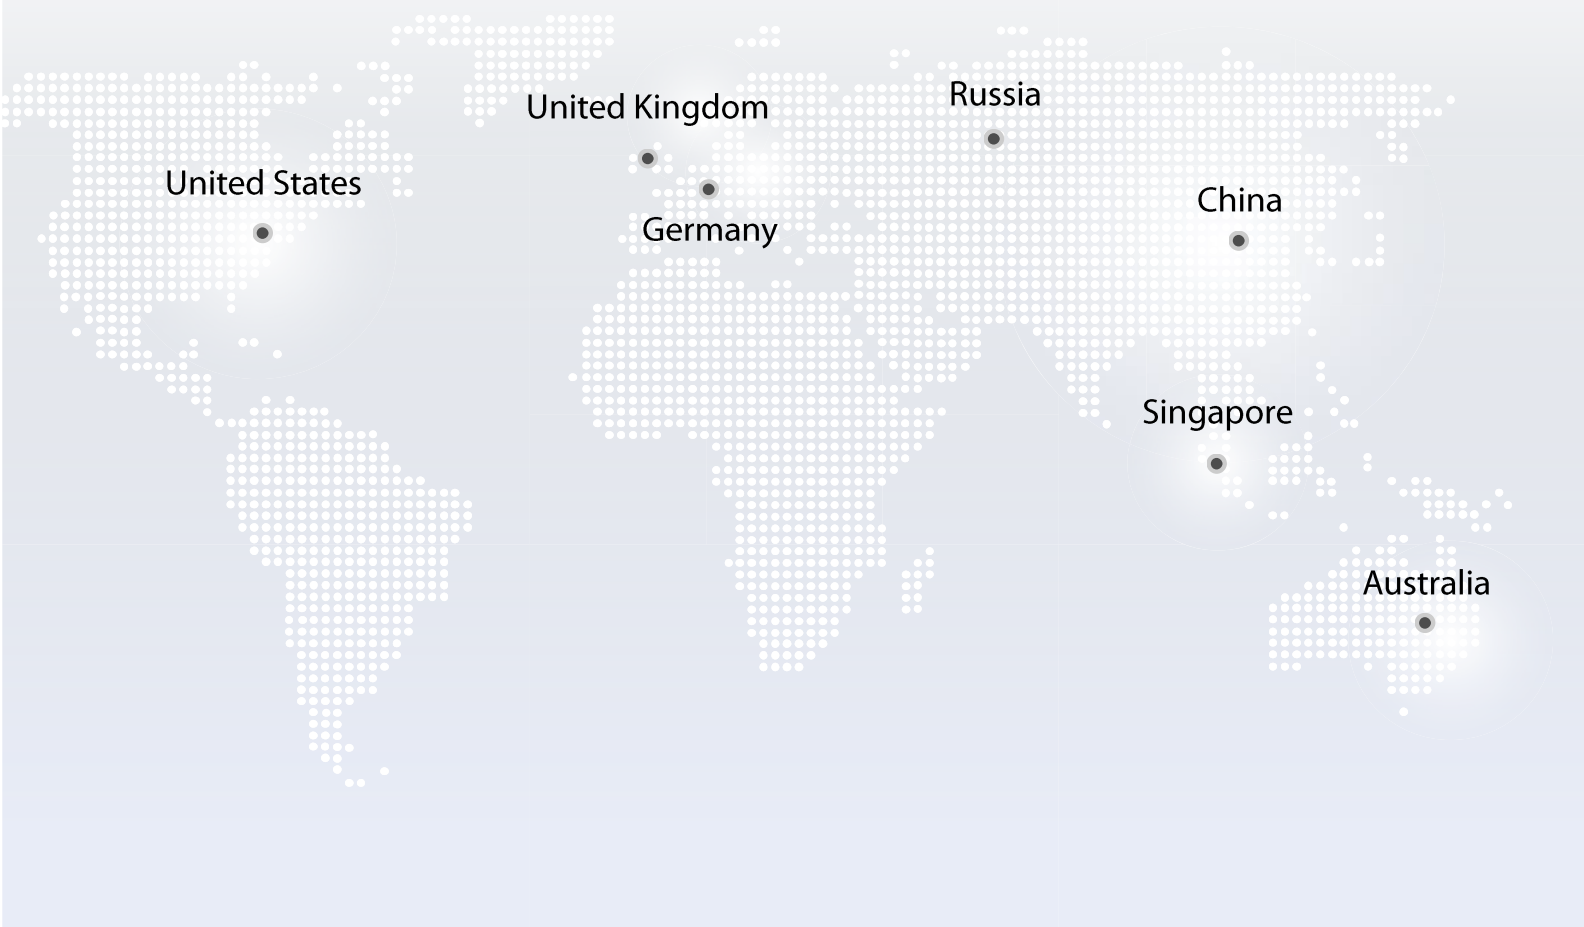 Russia
United Kingdom
United States
China
Germany
Singapore
Australia